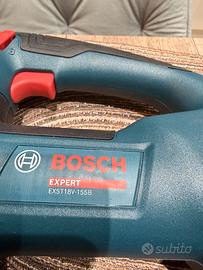 BOSCH
EXPERT
EXST18V-155B
subito